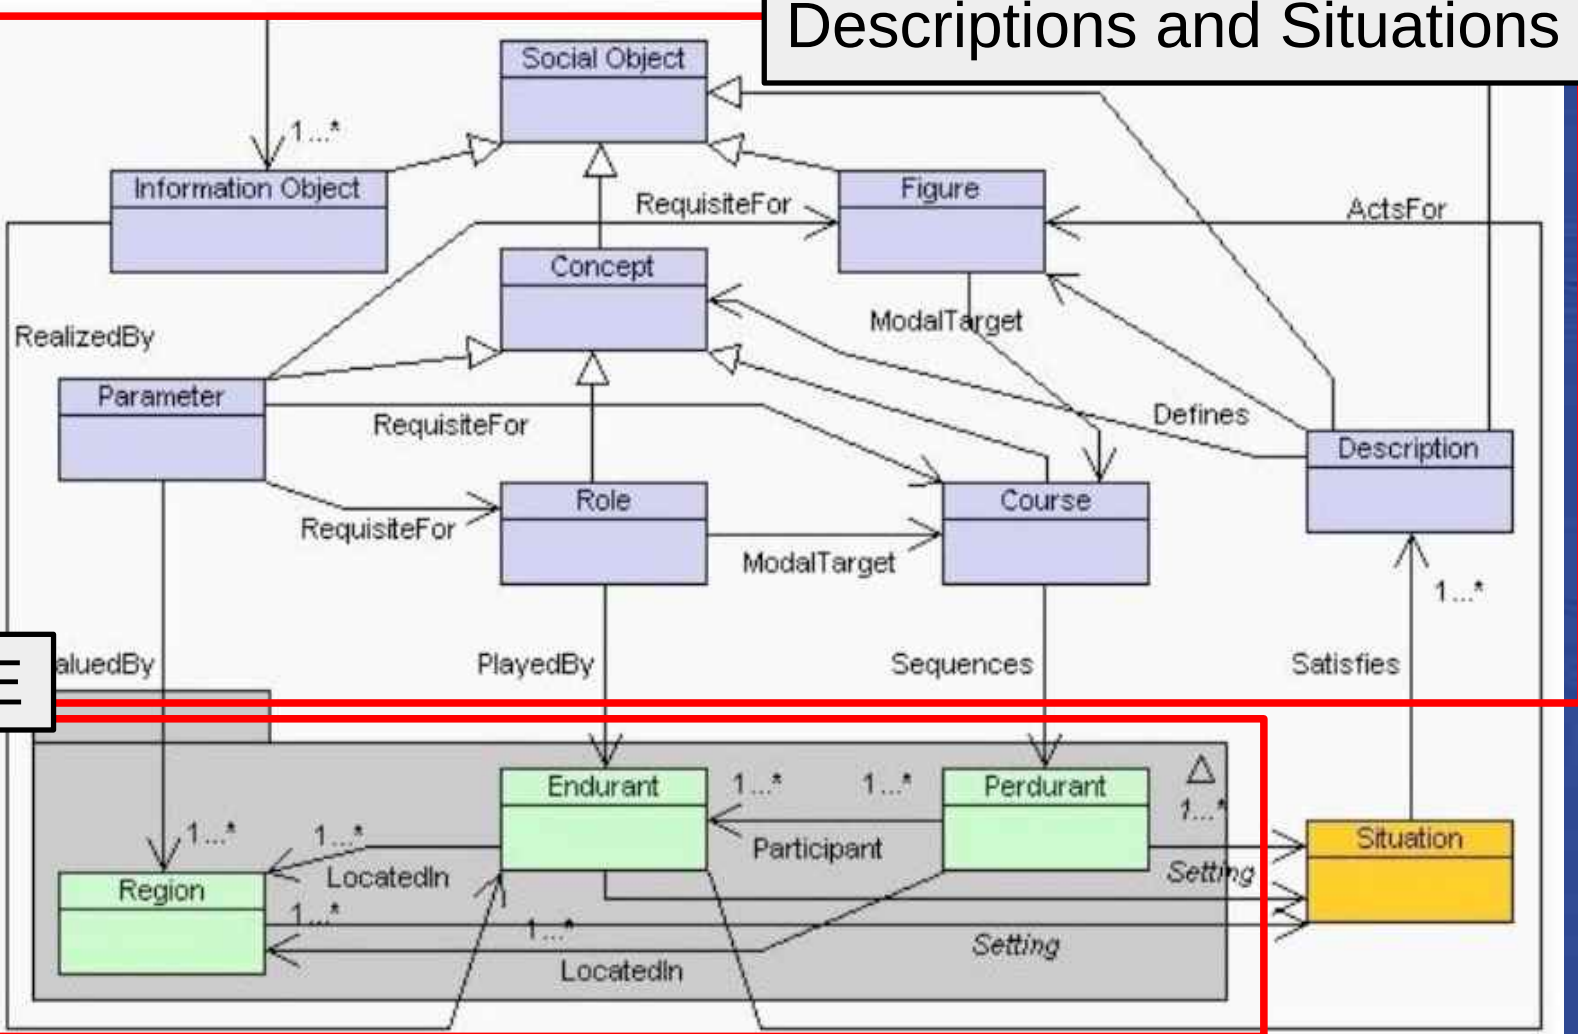 Descriptions and Situations
Social Object
1...*
Information Object
RequisiteFor
Figure
ActsFor
Concept
RealizedBy
ModalTarget
Parameter
RequisiteFor
Defines
Description
Role
Course
RequisiteFor
ModalTarget
1...*
E
aluedBy
PlayedBy
Sequences
Satisfies
Endurant
1...*
1...*
Perdurant
1...*
1...*
1...*
Participant
Situation
LocatedIn
Setting
Region
1...*
1...*
Setting
LocatedIn